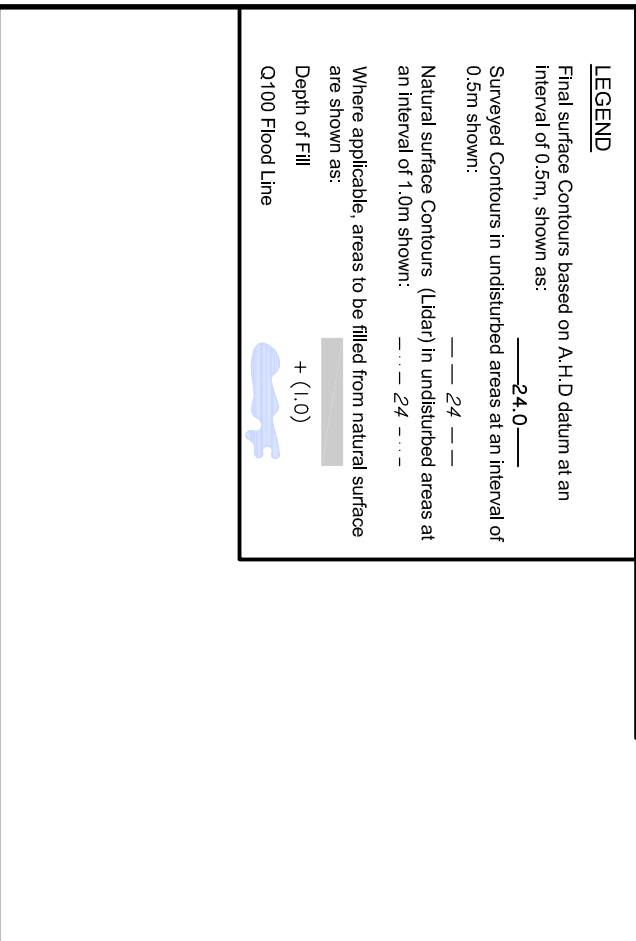 LEGEND
Final surface Contours based on A.H.D datum at an
interval of 0.5m, shown as:
24.0
Surveyed Contours in undisturbed areas at an interval of
0.5m shown:
— — 24 — —
Natural surface Contours (Lidar) in undisturbed areas at
an interval of 1.0m shown:
24
Where applicable, areas to be filled from natural surface
are shown as:
Depth of Fill + (1.0)
Q100 Flood Line